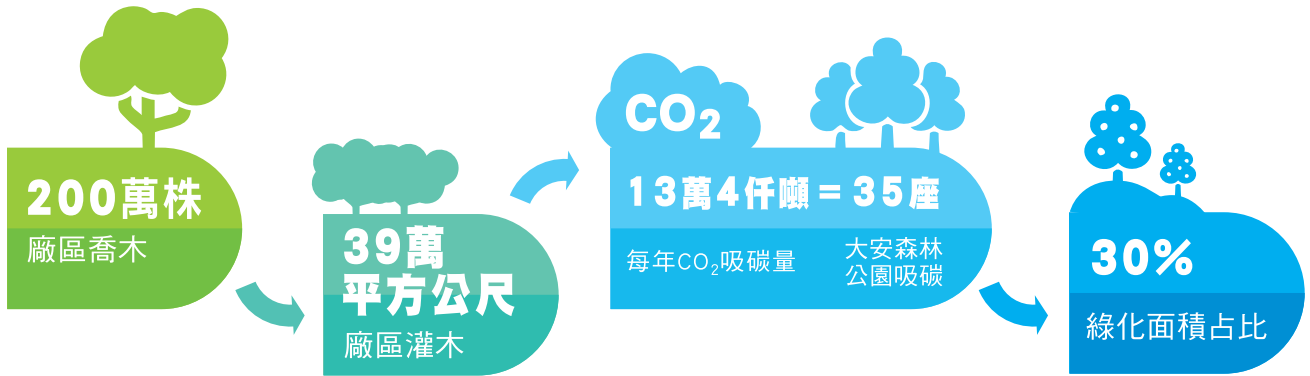 200萬株
廠區喬木
39萬
平方公尺
廠區灌木
CO₂
13萬4仟噸=35座
每年CO₂吸碳量
大安森林
公園吸碳
30%
綠化面積占比